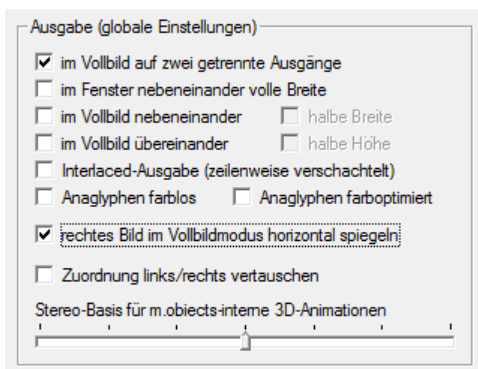 Ausgabe (globale Einstellungen)
im Vollbild auf zwei getrennte Ausgänge
im Fenster nebeneinander volle Breite
im Vollbild nebeneinander halbe Breite
im Vollbild übereinander halbe Höhe
Interlaced-Ausgabe (zeilenweise verschachtelt)
Anaglyphen farblos Anaglyphen farboptimiert
rechtes Bild im Vollbildmodus horizontal spiegeln
Zuordnung links/rechts vertauschen
Stereo-Basis für m.objects-interne 3D-Animationen